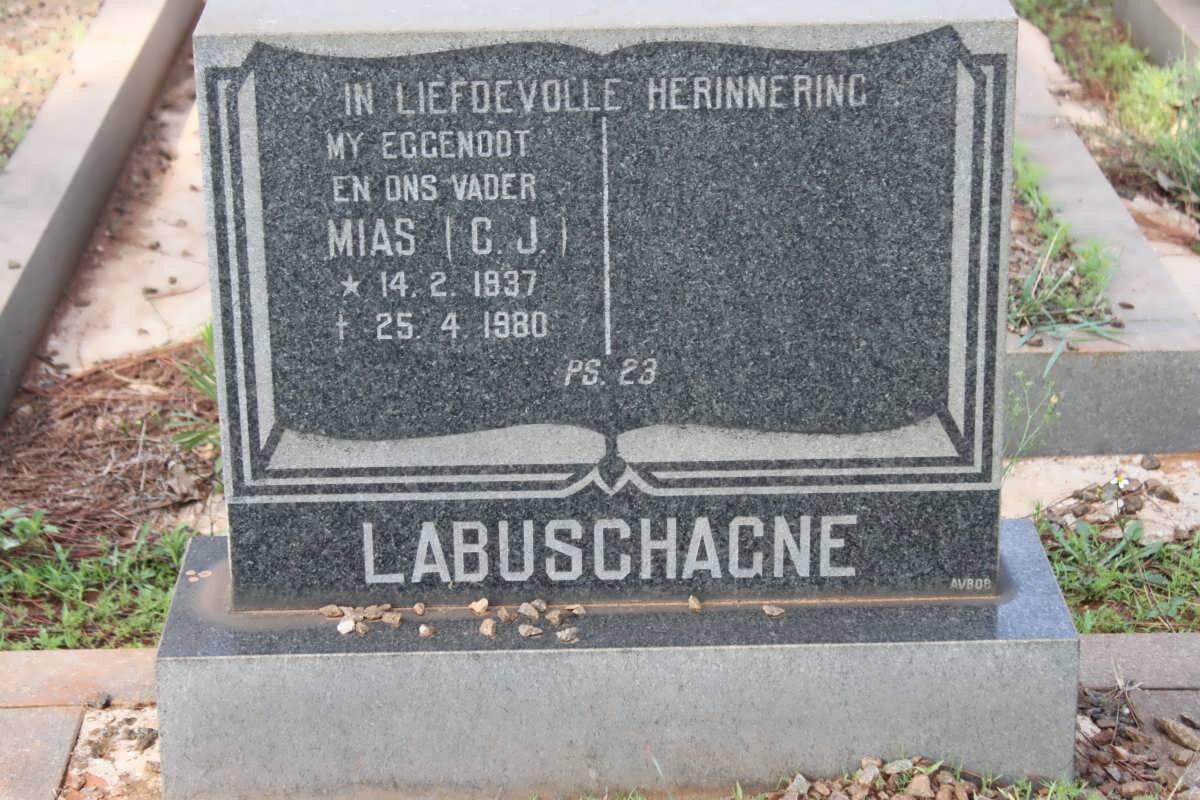 IN LIEFDEVOLLE HERINNERING
MY EGGENOOT
EN ONS VADER
MIAS (C. J.)
★ 14. 2. 1937
† 25. 4. 1980
PS. 23
LABUSCHAGNE
AVBOB